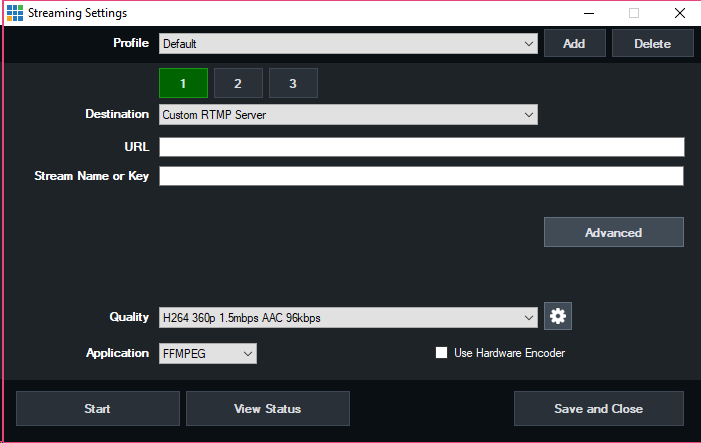 Streaming Settings
Profile Default Add Delete
1 2 3
Destination Custom RTMP Server
URL
Stream Name or Key
Advanced
Quality H264 360p 1.5mbps AAC 96kbps
Application FFMPEG Use Hardware Encoder
Start View Status Save and Close